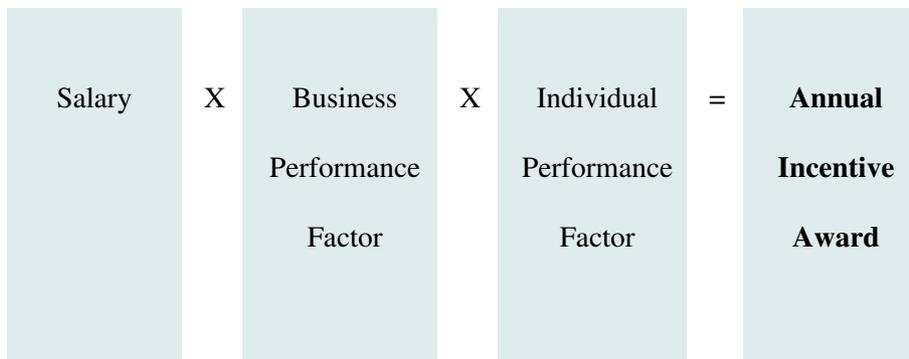 Salary X Business X Individual = Annual
Performance Performance Incentive
Factor Factor Award